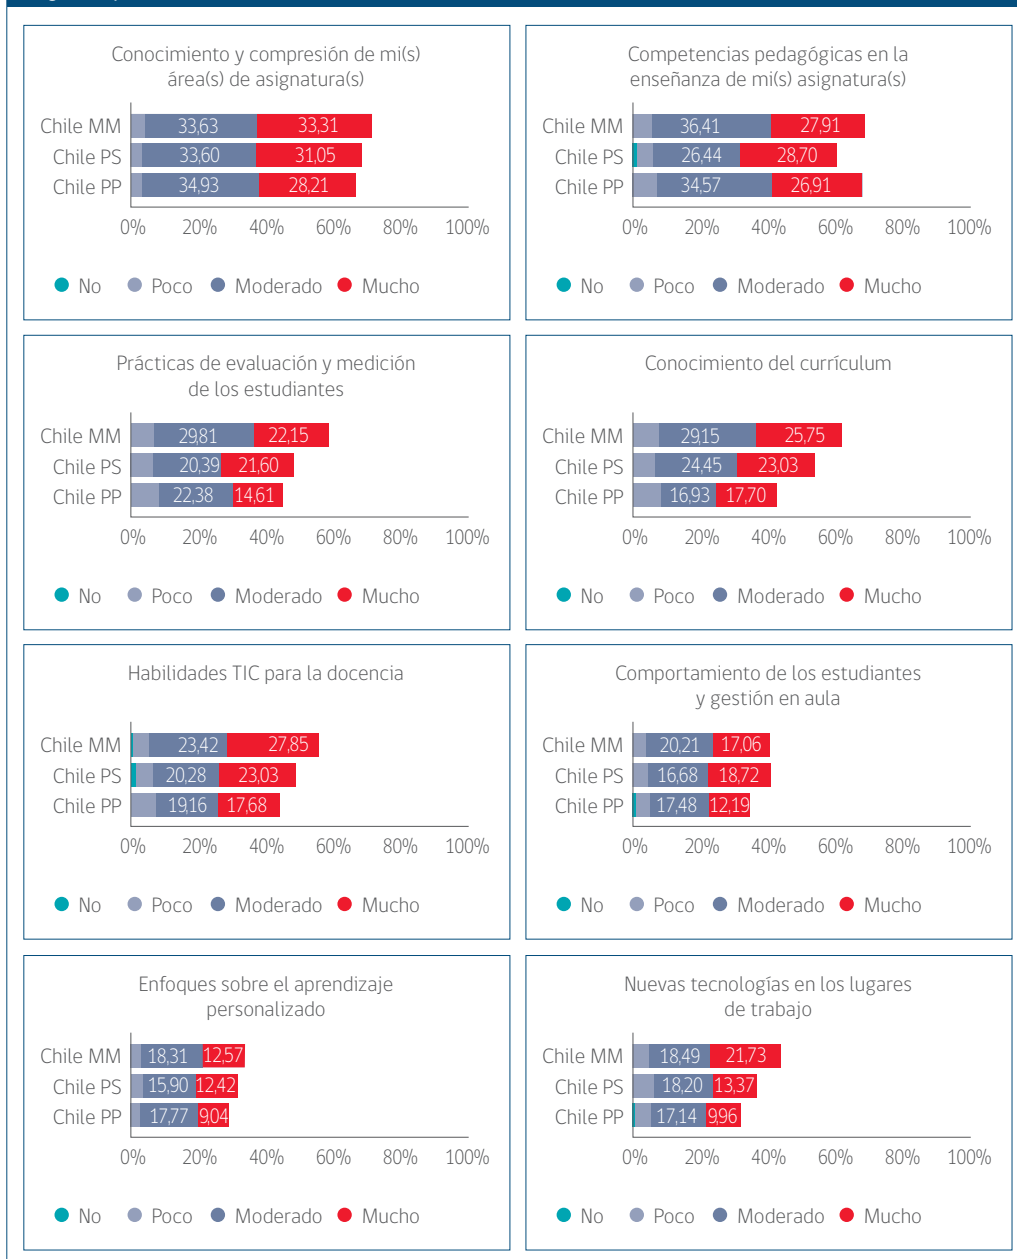 Conocimiento y compresión de mi(s)
área(s) de asignatura(s)
Chile MM 33,63 33,31
Chile PS 33,60 31,05
Chile PP 34,93 28,21
0% 20% 40% 60% 80% 100%
No Poco Moderado Mucho
Competencias pedagógicas en la
enseñanza de mi(s) asignatura(s)
Chile MM 36,41 27,91
Chile PS 26,44 28,70
Chile PP 34,57 26,91
0% 20% 40% 60% 80% 100%
No Poco Moderado Mucho
Prácticas de evaluación y medición
de los estudiantes
Chile MM 29,81 22,15
Chile PS 20,39 21,60
Chile PP 22,38 14,61
0% 20% 40% 60% 80% 100%
No Poco Moderado Mucho
Conocimiento del currículum
Chile MM 29,15 25,75
Chile PS 24,45 23,03
Chile PP 16,93 17,70
0% 20% 40% 60% 80% 100%
No Poco Moderado Mucho
Habilidades TIC para la docencia
Chile MM 23,42 27,85
Chile PS 20,28 23,03
Chile PP 19,16 17,68
0% 20% 40% 60% 80% 100%
No Poco Moderado Mucho
Comportamiento de los estudiantes
y gestión en aula
Chile MM 20,21 17,06
Chile PS 16,68 18,72
Chile PP 17,48 12,19
0% 20% 40% 60% 80% 100%
No Poco Moderado Mucho
Enfoques sobre el aprendizaje
personalizado
Chile MM 18,31 12,57
Chile PS 15,90 12,42
Chile PP 17,77 9,04
0% 20% 40% 60% 80% 100%
No Poco Moderado Mucho
Nuevas tecnologías en los lugares
de trabajo
Chile MM 18,49 21,73
Chile PS 18,20 13,37
Chile PP 17,14 9,96
0% 20% 40% 60% 80% 100%
No Poco Moderado Mucho